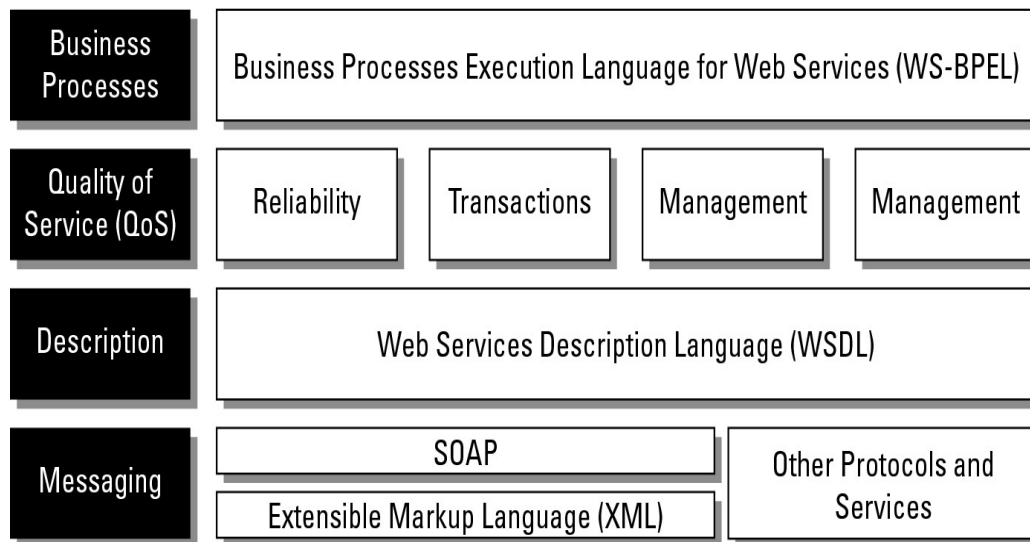 Business
Processes
Business Processes Execution Language for Web Services (WS-BPEL)
Quality of
Service (QoS)
Reliability
Transactions
Management
Management
Description
Web Services Description Language (WSDL)
Messaging
SOAP
Extensible Markup Language (XML)
Other Protocols and
Services